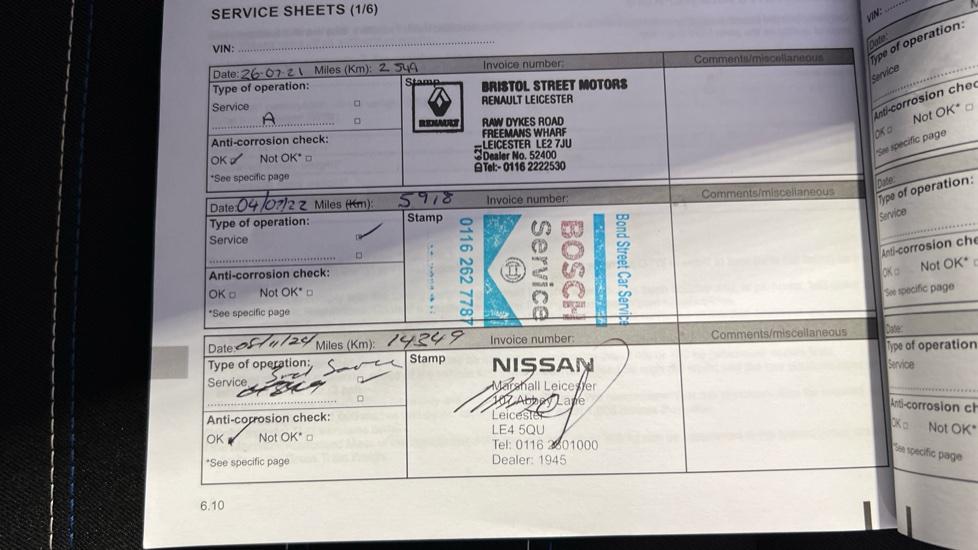 SERVICE SHEETS (1/6)
VIN:
Date: 26-07-21 Miles (Km): 2549 Invoice number: Comments/miscellaneous
Type of operation:
Service
A
Anti-corrosion check:
OK Not OK*
*See specific page
Stamp
RENAULT
BRISTOL STREET MOTORS
RENAULT LEICESTER
RAW DYKES ROAD
FREEMANS WHARF
LEICESTER LE2 7JU
Dealer No. 52400
Tel:- 0116 2222530
Date: 04/07/22 Miles (Km): 5918 Invoice number: Comments/miscellaneous
Type of operation:
Service
Anti-corrosion check:
OK Not OK*
*See specific page
Stamp
Bond Street Car Service
BOSCH
Service
0116 262 7787
Date: 05/11/24 Miles (Km): 14349 Invoice number: Comments/miscellaneous
Type of operation:
Service
Anti-corrosion check:
OK Not OK*
*See specific page
Stamp
NISSAN
Marshall Leicester
107 Abbey Lane
Leicester
LE4 5QU
Tel: 0116 2301000
Dealer: 1945
6.10
VIN:
Date:
Type of operation:
Service
Anti-corrosion chec
OK Not OK*
*See specific page
Date:
Type of operation:
Service
Anti-corrosion che
OK Not OK*
*See specific page
Date:
Type of operation
Service
Anti-corrosion ch
OK Not OK*
*See specific page